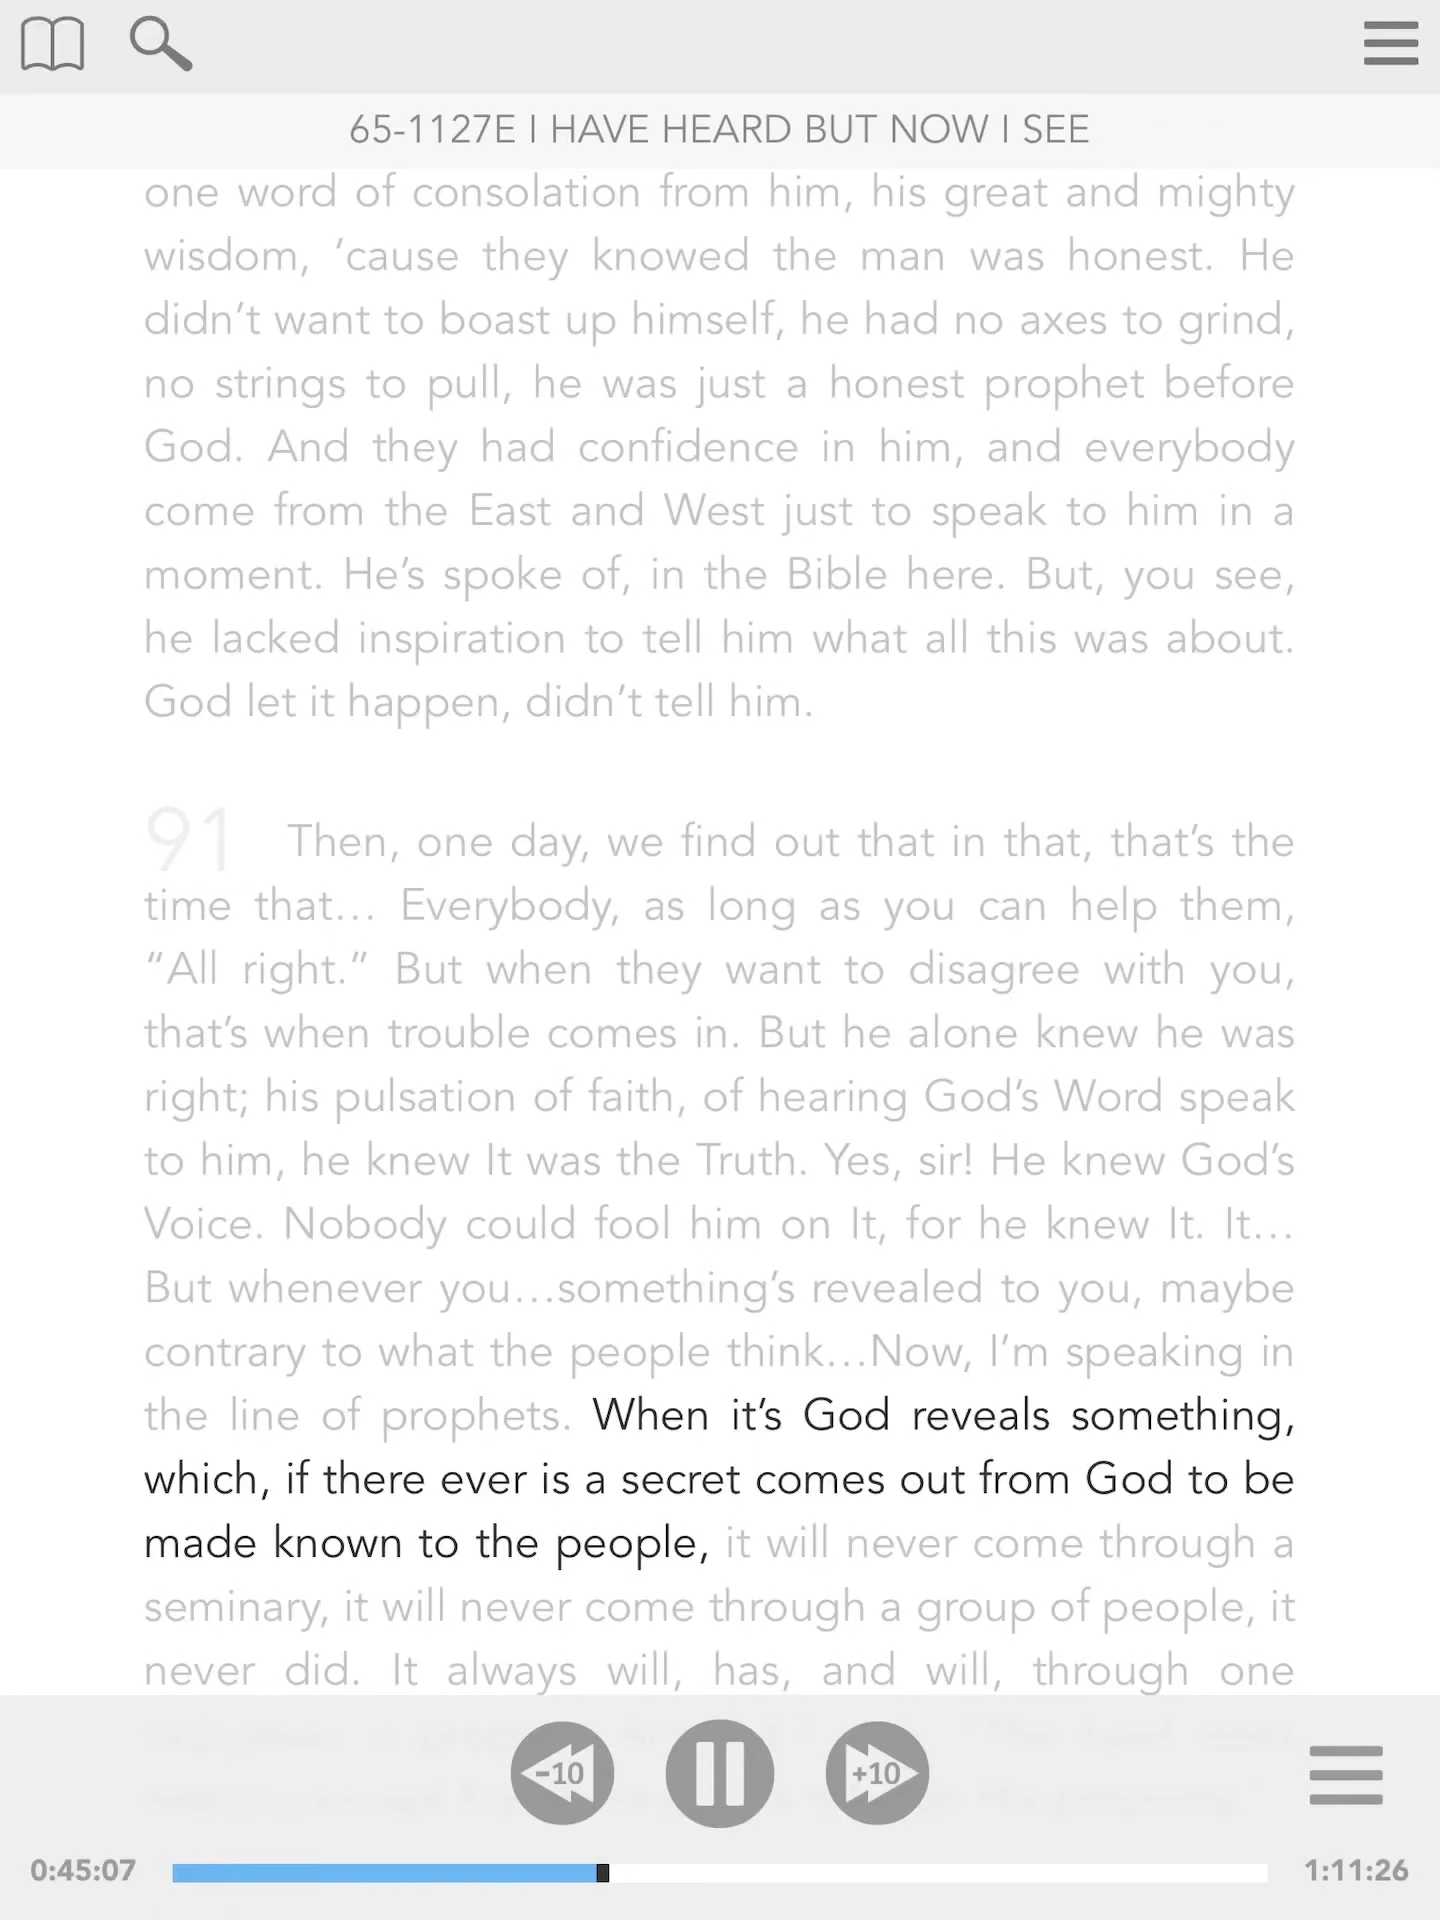 65-1127E I HAVE HEARD BUT NOW I SEE
one word of consolation from him, his great and mighty
wisdom, ’cause they knowed the man was honest. He
didn’t want to boast up himself, he had no axes to grind,
no strings to pull, he was just a honest prophet before
God. And they had confidence in him, and everybody
come from the East and West just to speak to him in a
moment. He’s spoke of, in the Bible here. But, you see,
he lacked inspiration to tell him what all this was about.
God let it happen, didn’t tell him.
91 Then, one day, we find out that in that, that’s the
time that… Everybody, as long as you can help them,
“All right.” But when they want to disagree with you,
that’s when trouble comes in. But he alone knew he was
right; his pulsation of faith, of hearing God’s Word speak
to him, he knew It was the Truth. Yes, sir! He knew God’s
Voice. Nobody could fool him on It, for he knew It. It…
But whenever you…something’s revealed to you, maybe
contrary to what the people think…Now, I’m speaking in
the line of prophets. When it’s God reveals something,
which, if there ever is a secret comes out from God to be
made known to the people, it will never come through a
seminary, it will never come through a group of people, it
never did. It always will, has, and will, through one
-10 +10
0:45:07 1:11:26